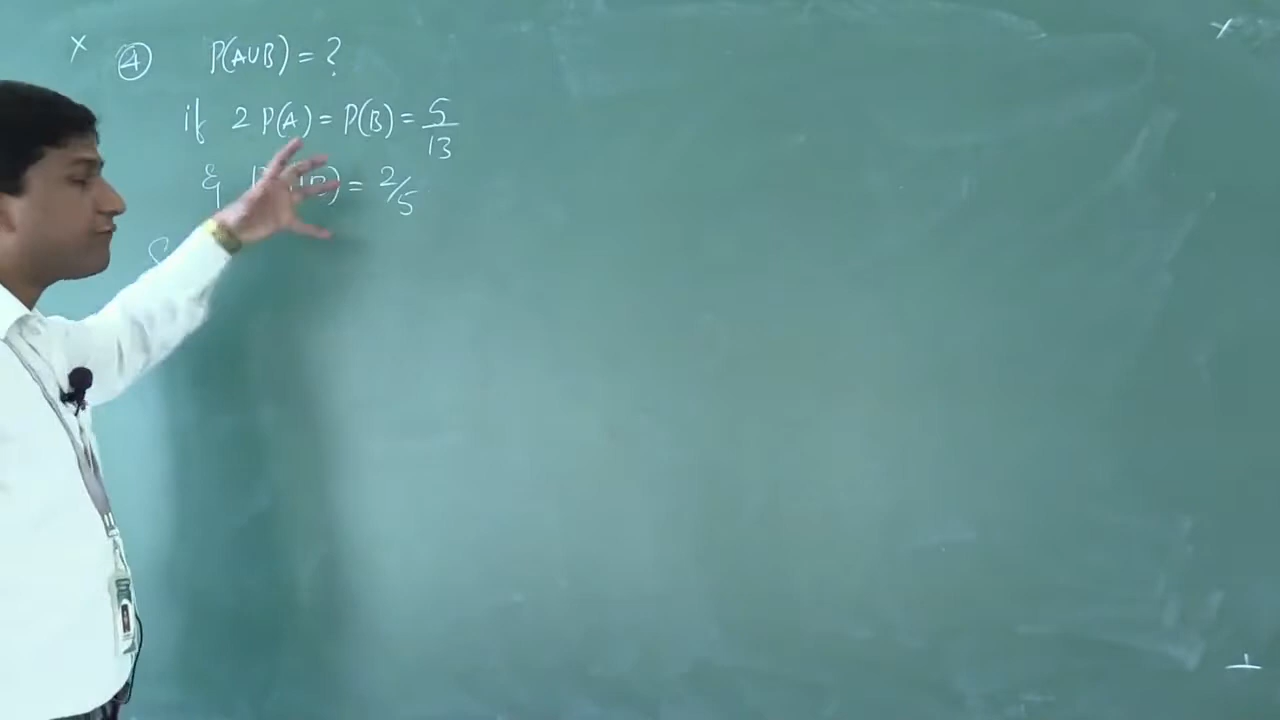 ④ P(A∪B) = ?
if 2 P(A) = P(B) = 5/13
& B) = 2/5